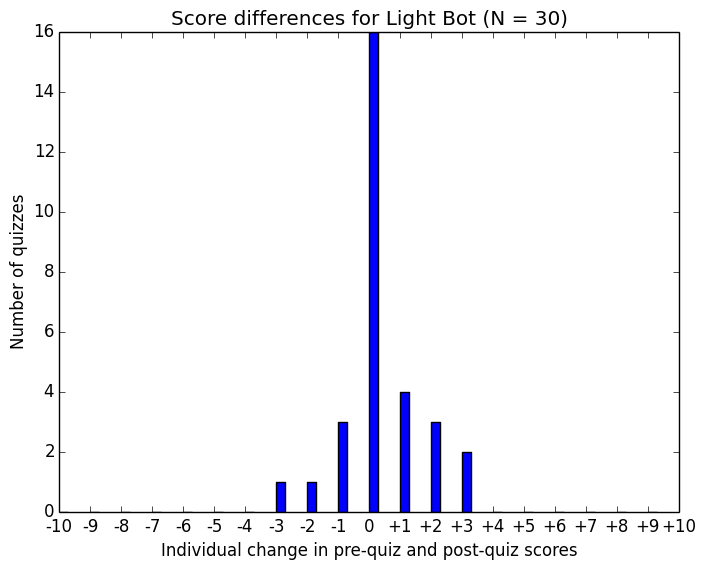 Score differences for Light Bot (N = 30)
16
14
12
10
8
6
4
2
0
Number of quizzes
-10 -9 -8 -7 -6 -5 -4 -3 -2 -1 0 +1 +2 +3 +4 +5 +6 +7 +8 +9 +10
Individual change in pre-quiz and post-quiz scores